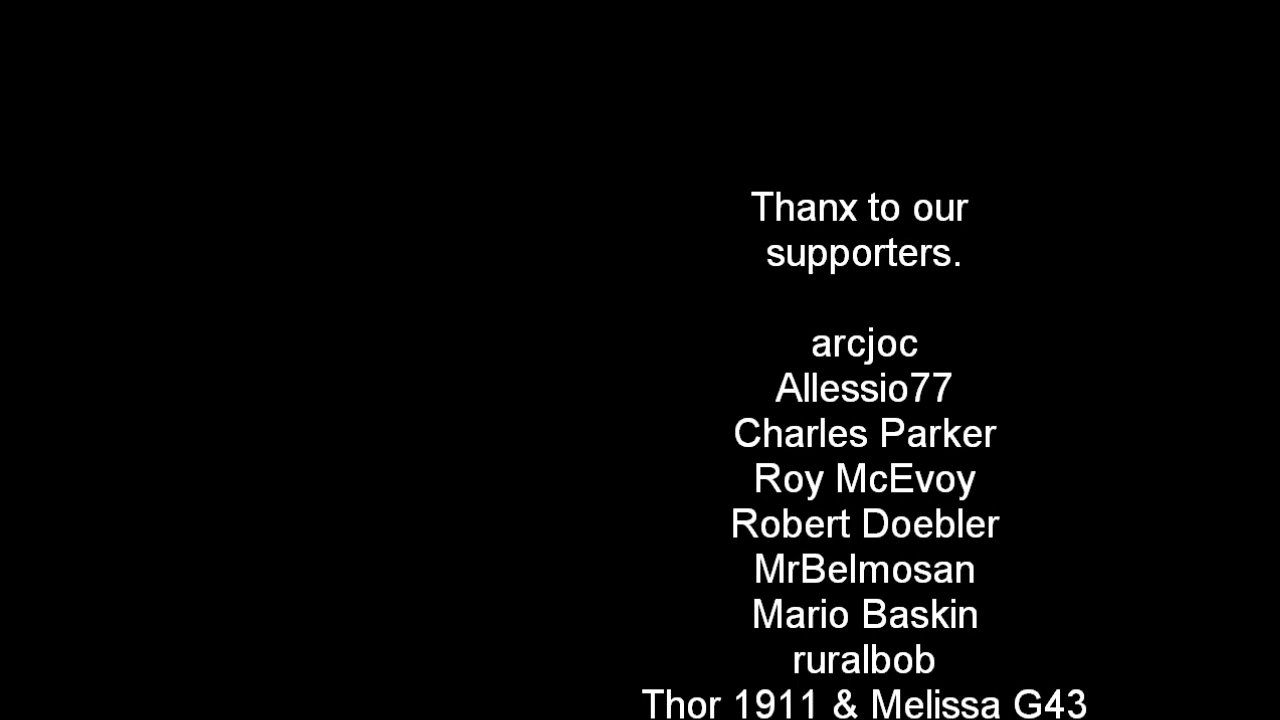 Thanx to our
supporters.
arcjoc
Allessio77
Charles Parker
Roy McEvoy
Robert Doebler
MrBelmosan
Mario Baskin
ruralbob
Thor 1911 & Melissa G43